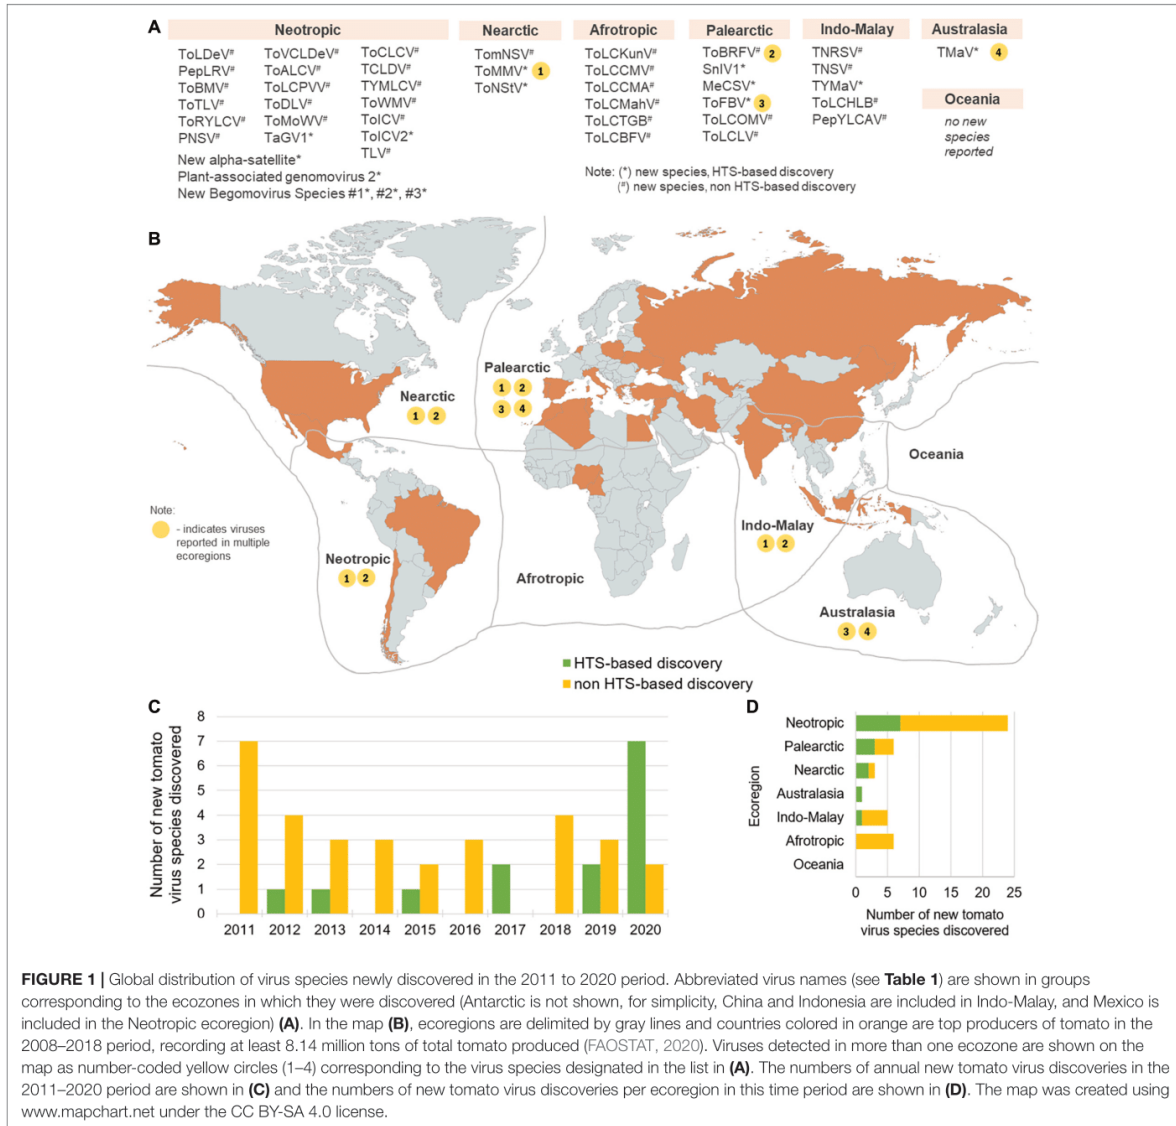 A
Neotropic
ToLDeV# ToVCLDeV# ToCLCV#
PepLRV# ToALCV# TCLDV#
ToBMV# ToLCPVV# TYMLCV#
ToTLV# ToDLV# ToWMV#
ToRYLCV# ToMoWV# ToICV#
PNSV# TaGV1* ToICV2*
TLV#
New alpha-satellite*
Plant-associated genomovirus 2*
New Begomovirus Species #1*, #2*, #3*
Nearctic
TomNSV#
ToMMV* 1
ToNStV*
Afrotropic
ToLCKunV#
ToLCCMV#
ToLCCMA#
ToLCMahV#
ToLCTGB#
ToLCBFV#
Palearctic
ToBRFV# 2
SnIV1*
MeCSV*
ToFBV* 3
ToLCOMV#
ToLCLV#
Indo-Malay
TNRSV#
TNSV#
TYMaV*
ToLCHLB#
PepYLCAV#
Australasia
TMaV* 4
Oceania
no new
species
reported
Note: (*) new species, HTS-based discovery
(#) new species, non HTS-based discovery
B
Palearctic
1 2
3 4
Nearctic
1 2
Oceania
Note:
- indicates viruses
reported in multiple
ecoregions
Indo-Malay
1 2
Neotropic
1 2
Afrotropic
Australasia
3 4
HTS-based discovery
non HTS-based discovery
C
Number of new tomato
virus species discovered
8
7
6
5
4
3
2
1
0
2011 2012 2013 2014 2015 2016 2017 2018 2019 2020
D
Ecoregion
Neotropic
Palearctic
Nearctic
Australasia
Indo-Malay
Afrotropic
Oceania
0 5 10 15 20 25
Number of new tomato
virus species discovered
FIGURE 1 | Global distribution of virus species newly discovered in the 2011 to 2020 period. Abbreviated virus names (see Table 1) are shown in groups
corresponding to the ecozones in which they were discovered (Antarctic is not shown, for simplicity, China and Indonesia are included in Indo-Malay, and Mexico is
included in the Neotropic ecoregion) (A). In the map (B), ecoregions are delimited by gray lines and countries colored in orange are top producers of tomato in the
2008–2018 period, recording at least 8.14 million tons of total tomato produced (FAOSTAT, 2020). Viruses detected in more than one ecozone are shown on the
map as number-coded yellow circles (1–4) corresponding to the virus species designated in the list in (A). The numbers of annual new tomato virus discoveries in the
2011–2020 period are shown in (C) and the numbers of new tomato virus discoveries per ecoregion in this time period are shown in (D). The map was created using
www.mapchart.net under the CC BY-SA 4.0 license.